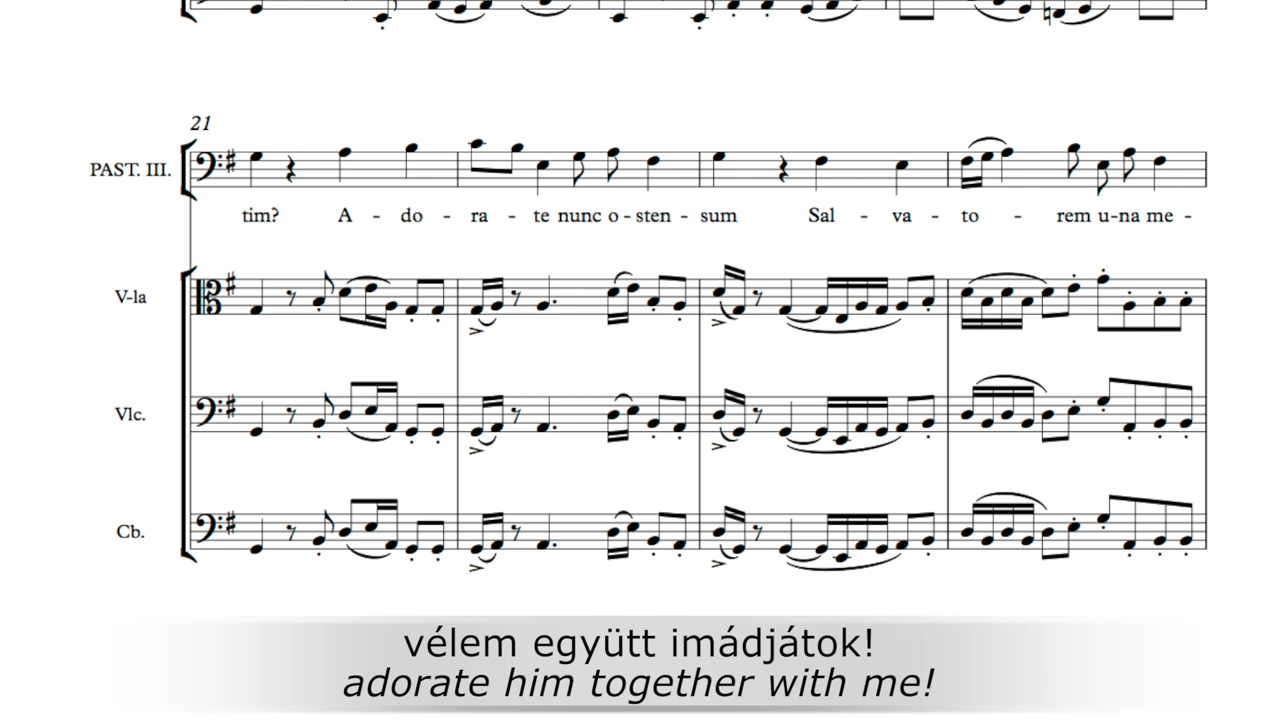 21
PAST. III.
tim? A - do - ra - te nunc o - sten - sum Sal - va - to - rem u-na me -
V-la
Vlc.
Cb.
vélem együtt imádjátok!
adorate him together with me!